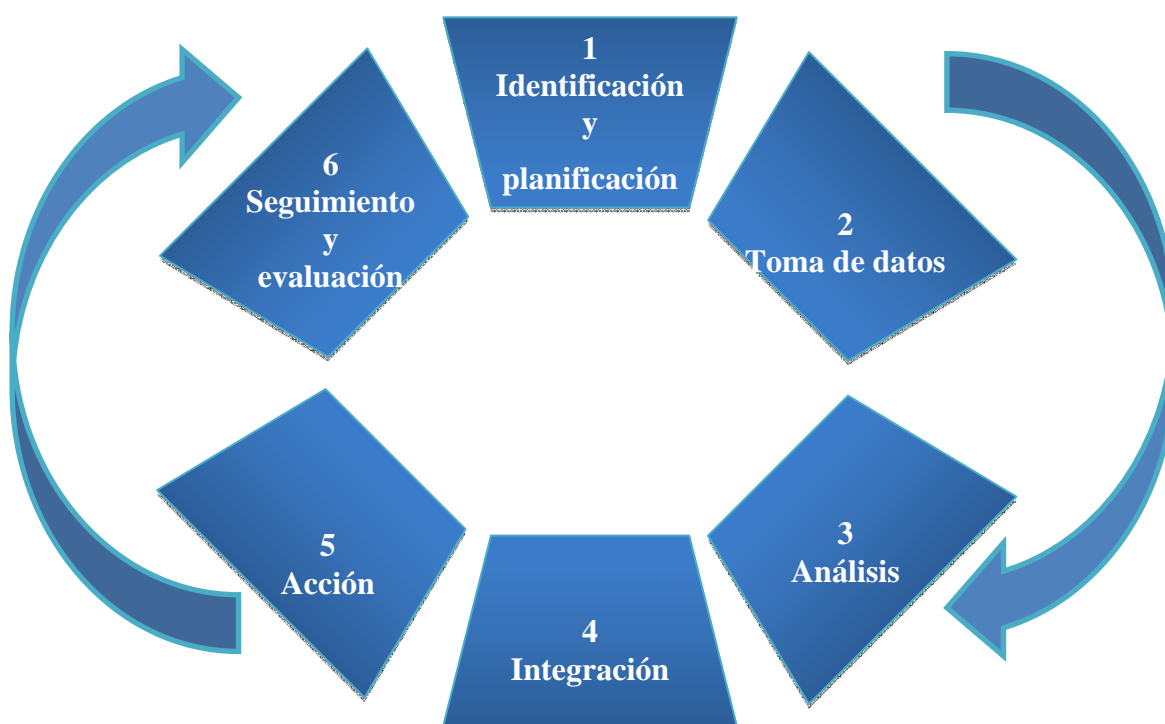 1
Identificación
y
planificación
2
Toma de datos
3
Análisis
4
Integración
5
Acción
6
Seguimiento
y
evaluación